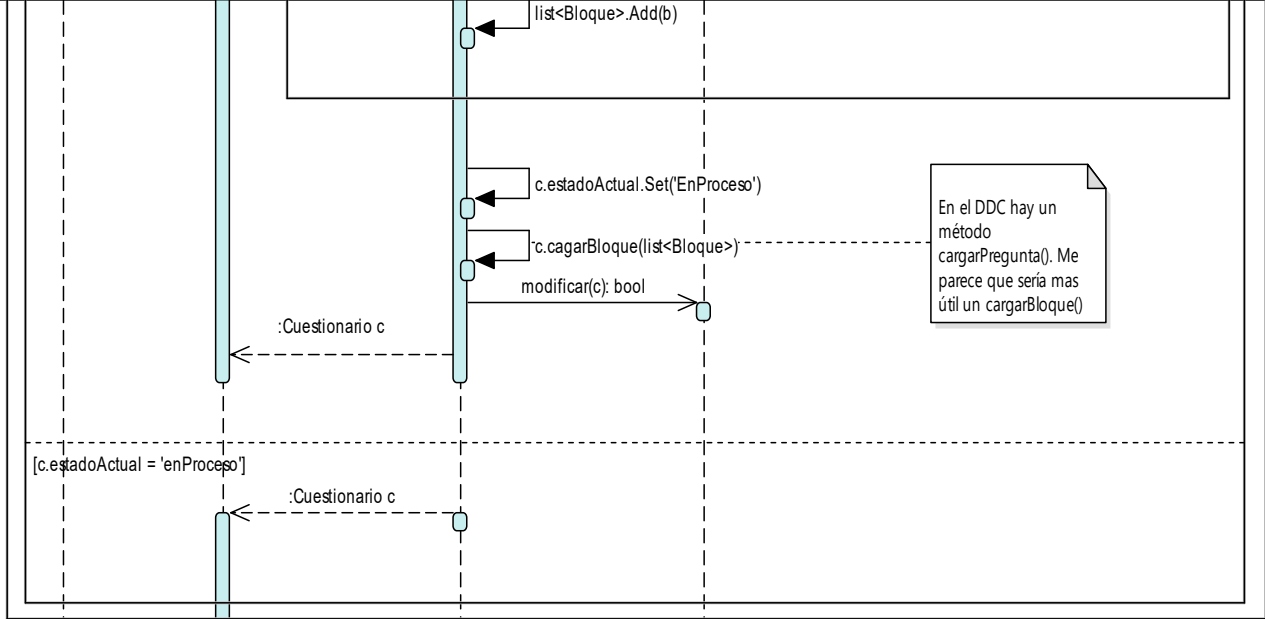 list<Bloque>.Add(b)
c.estadoActual.Set('EnProceso')
c.cagarBloque(list<Bloque>)
En el DDC hay un
método
cargarPregunta(). Me
parece que sería mas
útil un cargarBloque()
modificar(c): bool
:Cuestionario c
[c.estadoActual = 'enProceso']
:Cuestionario c